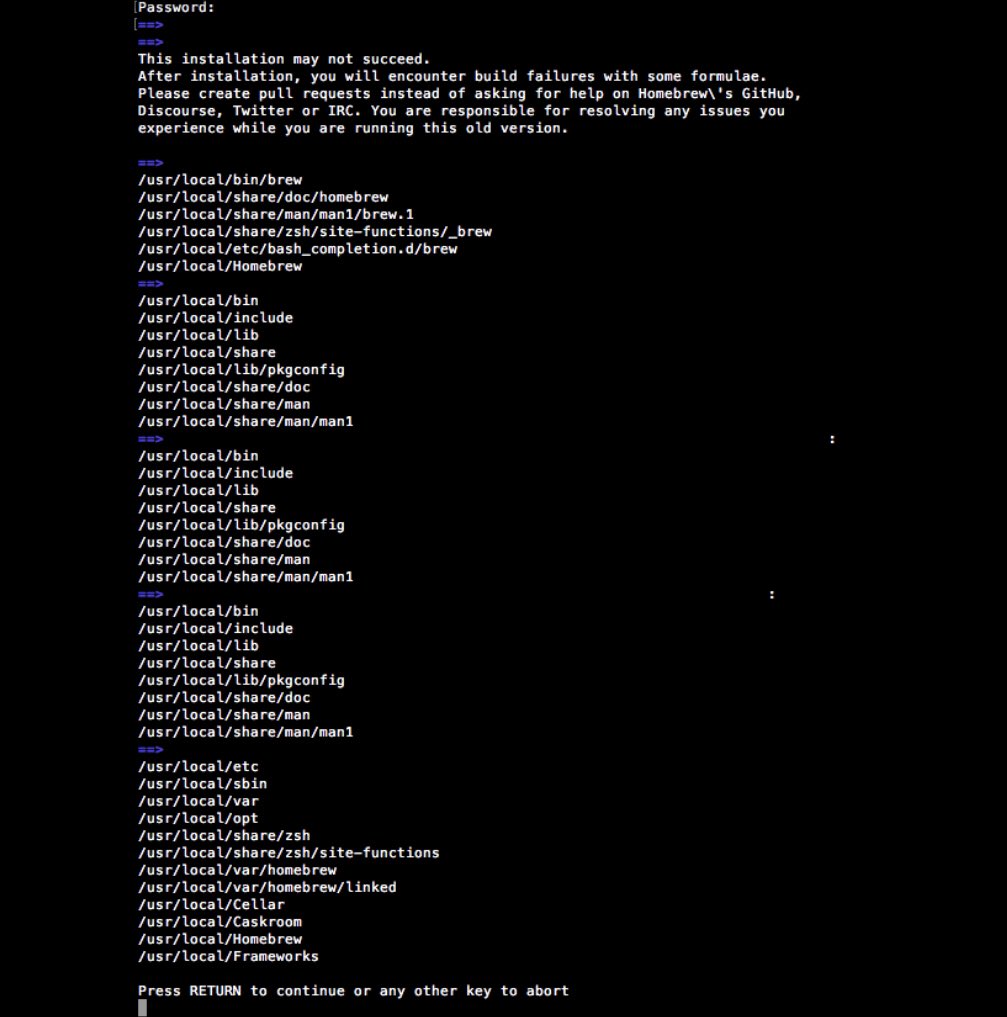 [Password:
[==>
==>
This installation may not succeed.
After installation, you will encounter build failures with some formulae.
Please create pull requests instead of asking for help on Homebrew\'s GitHub,
Discourse, Twitter or IRC. You are responsible for resolving any issues you
experience while you are running this old version.
==>
/usr/local/bin/brew
/usr/local/share/doc/homebrew
/usr/local/share/man/man1/brew.1
/usr/local/share/zsh/site-functions/_brew
/usr/local/etc/bash_completion.d/brew
/usr/local/Homebrew
==>
/usr/local/bin
/usr/local/include
/usr/local/lib
/usr/local/share
/usr/local/lib/pkgconfig
/usr/local/share/doc
/usr/local/share/man
/usr/local/share/man/man1
==> :
/usr/local/bin
/usr/local/include
/usr/local/lib
/usr/local/share
/usr/local/lib/pkgconfig
/usr/local/share/doc
/usr/local/share/man
/usr/local/share/man/man1
==> :
/usr/local/bin
/usr/local/include
/usr/local/lib
/usr/local/share
/usr/local/lib/pkgconfig
/usr/local/share/doc
/usr/local/share/man
/usr/local/share/man/man1
==>
/usr/local/etc
/usr/local/sbin
/usr/local/var
/usr/local/opt
/usr/local/share/zsh
/usr/local/share/zsh/site-functions
/usr/local/var/homebrew
/usr/local/var/homebrew/linked
/usr/local/Cellar
/usr/local/Caskroom
/usr/local/Homebrew
/usr/local/Frameworks
Press RETURN to continue or any other key to abort